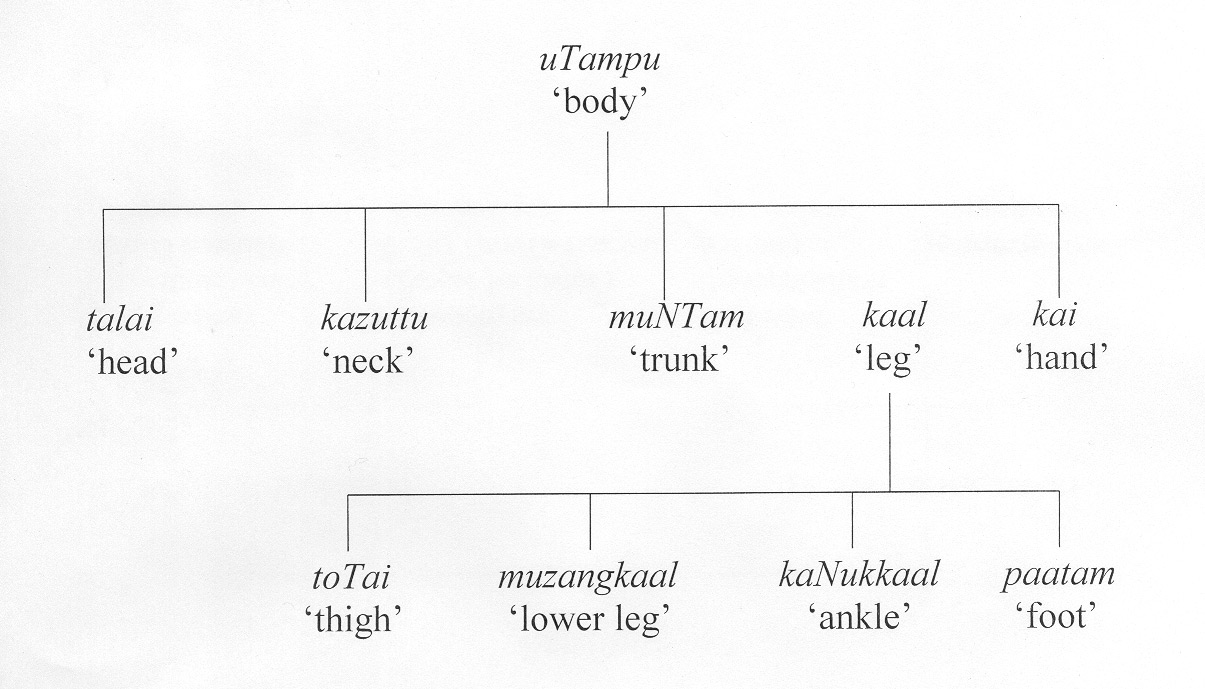 uTampu
‘body’
talai kazuttu muNTam kaal kai
‘head’ ‘neck’ ‘trunk’ ‘leg’ ‘hand’
toTai muzangkaal kaNukkaal paatam
‘thigh’ ‘lower leg’ ‘ankle’ ‘foot’